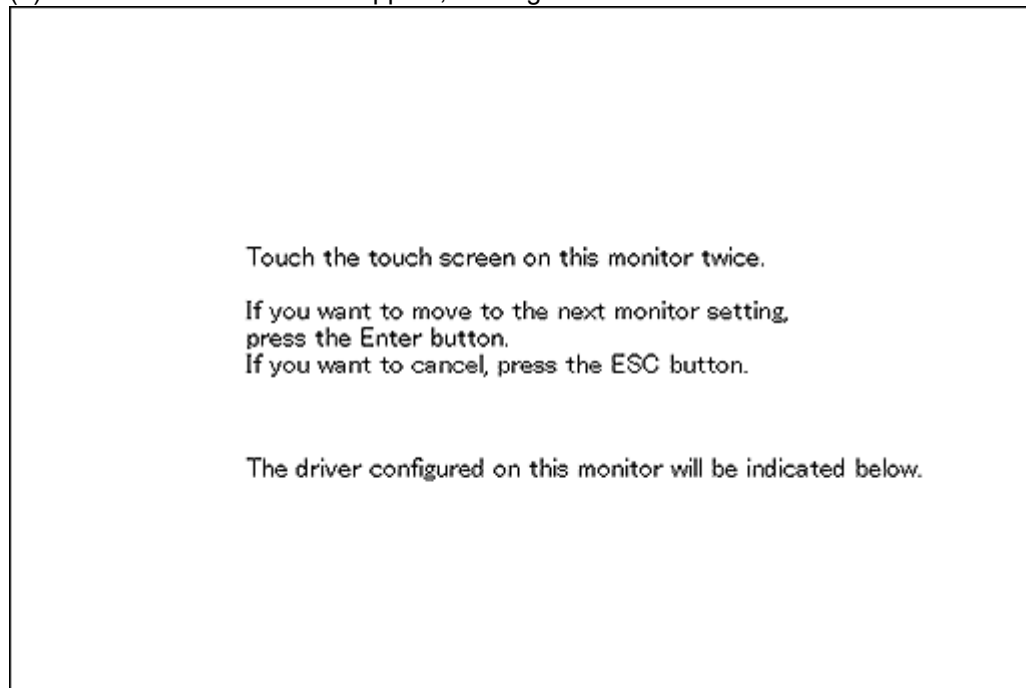 Touch the touch screen on this monitor twice.
If you want to move to the next monitor setting,
press the Enter button.
If you want to cancel, press the ESC button.
The driver configured on this monitor will be indicated below.